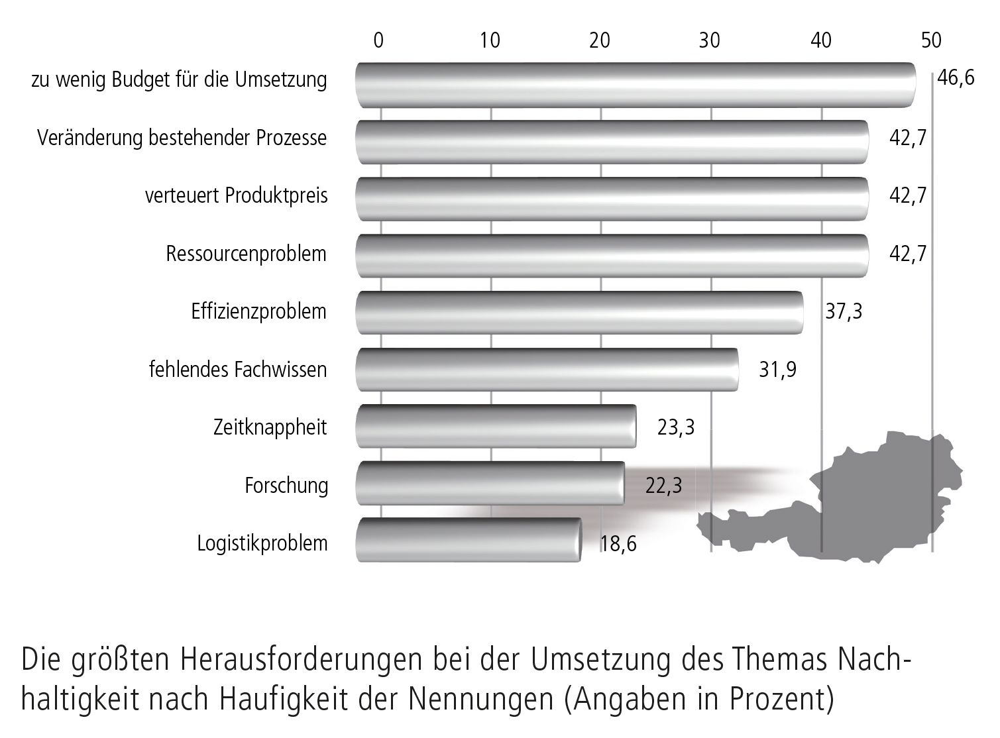 0 10 20 30 40 50
zu wenig Budget für die Umsetzung 46,6
Veränderung bestehender Prozesse 42,7
verteuert Produktpreis 42,7
Ressourcenproblem 42,7
Effizienzproblem 37,3
fehlendes Fachwissen 31,9
Zeitknappheit 23,3
Forschung 22,3
Logistikproblem 18,6
Die größten Herausforderungen bei der Umsetzung des Themas Nach-
haltigkeit nach Haufigkeit der Nennungen (Angaben in Prozent)